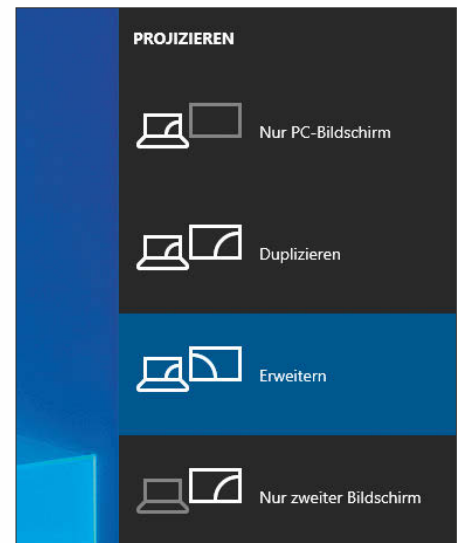 PROJIZIEREN
Nur PC-Bildschirm
Duplizieren
Erweitern
Nur zweiter Bildschirm